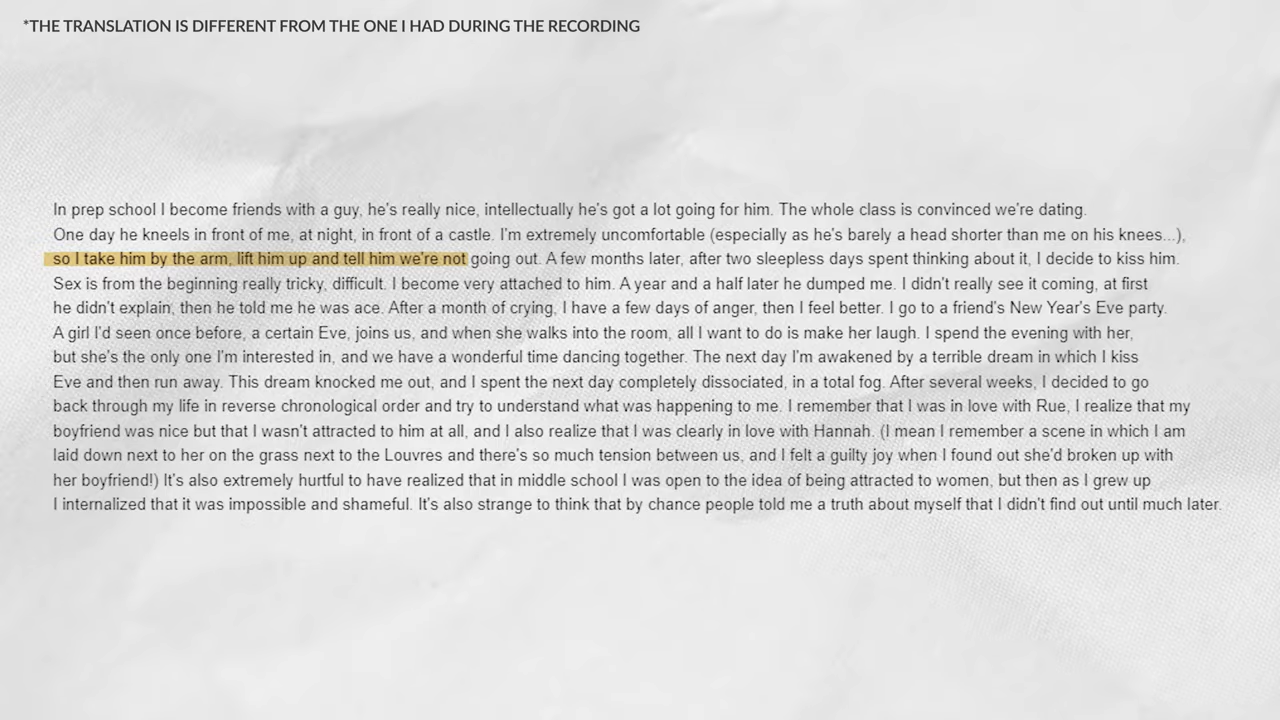 *THE TRANSLATION IS DIFFERENT FROM THE ONE I HAD DURING THE RECORDING
In prep school I become friends with a guy, he's really nice, intellectually he's got a lot going for him. The whole class is convinced we're dating.
One day he kneels in front of me, at night, in front of a castle. I'm extremely uncomfortable (especially as he's barely a head shorter than me on his knees...),
so I take him by the arm, lift him up and tell him we're not going out. A few months later, after two sleepless days spent thinking about it, I decide to kiss him.
Sex is from the beginning really tricky, difficult. I become very attached to him. A year and a half later he dumped me. I didn't really see it coming, at first
he didn't explain, then he told me he was ace. After a month of crying, I have a few days of anger, then I feel better. I go to a friend's New Year's Eve party.
A girl I'd seen once before, a certain Eve, joins us, and when she walks into the room, all I want to do is make her laugh. I spend the evening with her,
but she's the only one I'm interested in, and we have a wonderful time dancing together. The next day I'm awakened by a terrible dream in which I kiss
Eve and then run away. This dream knocked me out, and I spent the next day completely dissociated, in a total fog. After several weeks, I decided to go
back through my life in reverse chronological order and try to understand what was happening to me. I remember that I was in love with Rue, I realize that my
boyfriend was nice but that I wasn't attracted to him at all, and I also realize that I was clearly in love with Hannah. (I mean I remember a scene in which I am
laid down next to her on the grass next to the Louvres and there's so much tension between us, and I felt a guilty joy when I found out she'd broken up with
her boyfriend!) It's also extremely hurtful to have realized that in middle school I was open to the idea of being attracted to women, but then as I grew up
I internalized that it was impossible and shameful. It's also strange to think that by chance people told me a truth about myself that I didn't find out until much later.